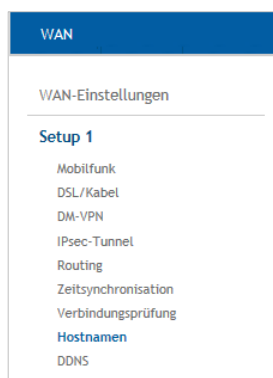 WAN
WAN-Einstellungen
Setup 1
Mobilfunk
DSL/Kabel
DM-VPN
IPsec-Tunnel
Routing
Zeitsynchronisation
Verbindungsprüfung
Hostnamen
DDNS